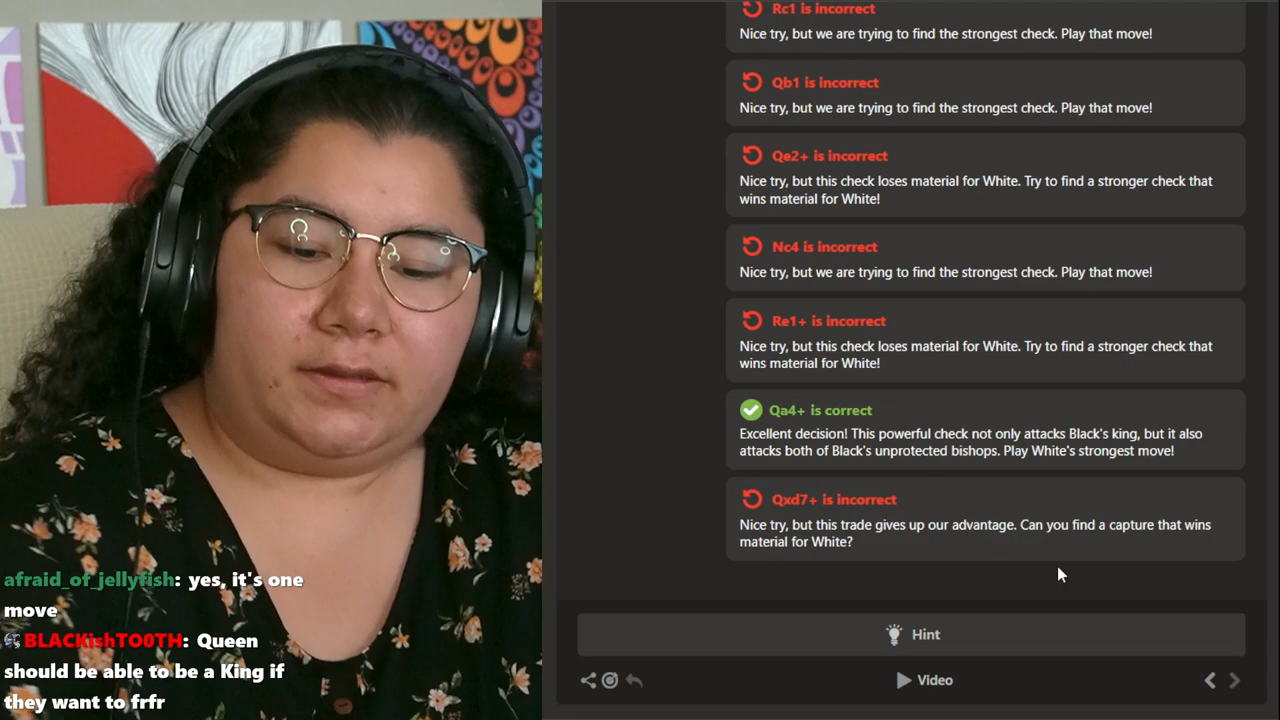 Rc1 is incorrect
Nice try, but we are trying to find the strongest check. Play that move!
Qb1 is incorrect
Nice try, but we are trying to find the strongest check. Play that move!
Qe2+ is incorrect
Nice try, but this check loses material for White. Try to find a stronger check that
wins material for White!
Nc4 is incorrect
Nice try, but we are trying to find the strongest check. Play that move!
Re1+ is incorrect
Nice try, but this check loses material for White. Try to find a stronger check that
wins material for White!
Qa4+ is correct
Excellent decision! This powerful check not only attacks Black's king, but it also
attacks both of Black's unprotected bishops. Play White's strongest move!
Qxd7+ is incorrect
Nice try, but this trade gives up our advantage. Can you find a capture that wins
material for White?
Hint
Video
afraid_of_jellyfish: yes, it's one
move
BLACKishTO0TH: Queen
should be able to be a King if
they want to frfr